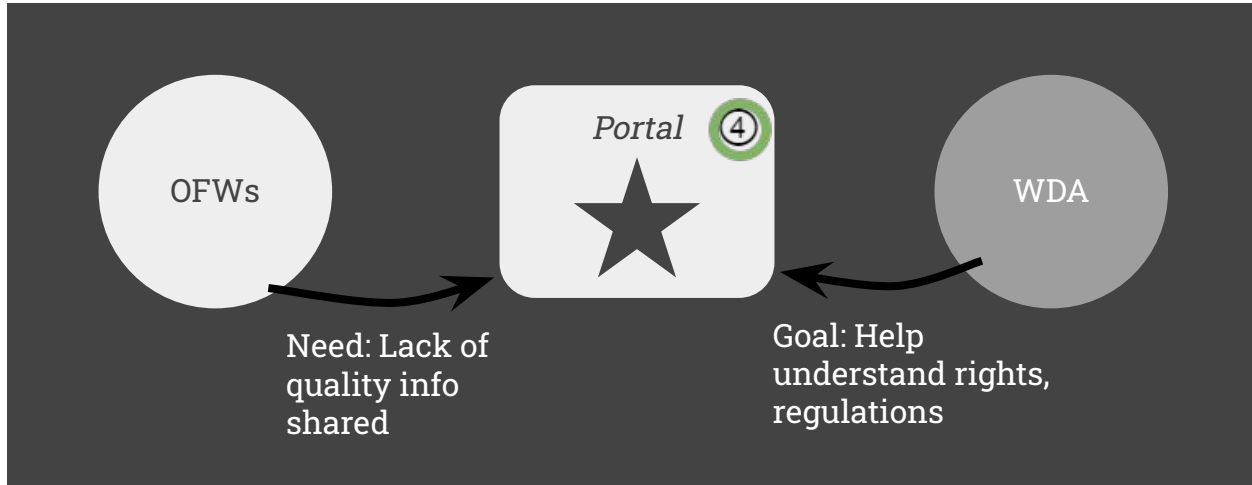 Portal
4
OFWs
WDA
Need: Lack of
quality info
shared
Goal: Help
understand rights,
regulations